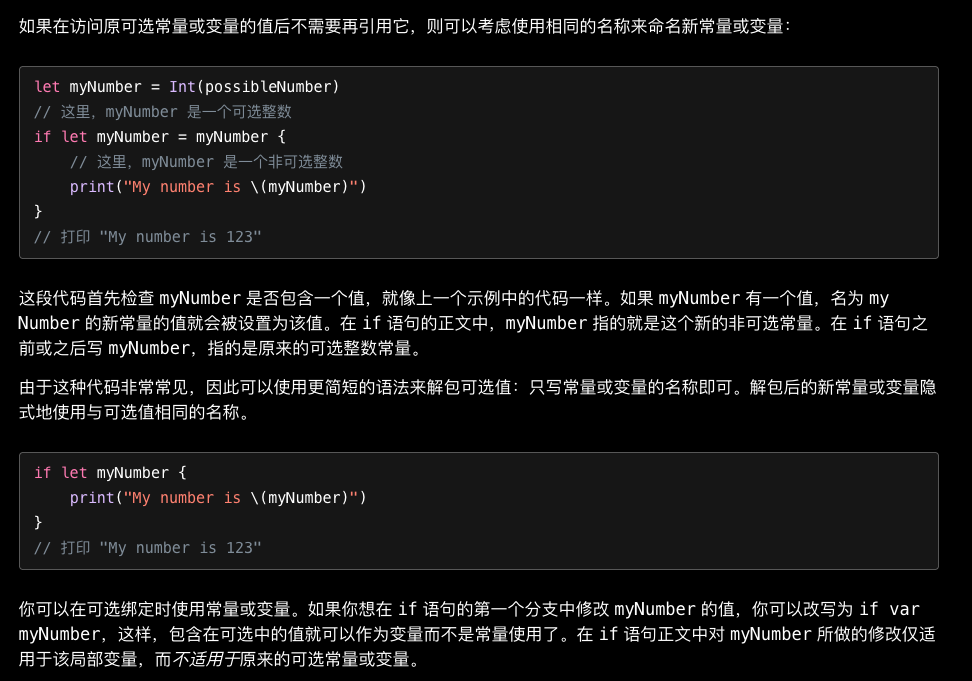 如果在访问原可选常量或变量的值后不需要再引用它，则可以考虑使用相同的名称来命名新常量或变量：
let myNumber = Int(possibleNumber)
// 这里，myNumber 是一个可选整数
if let myNumber = myNumber {
    // 这里，myNumber 是一个非可选整数
    print("My number is \(myNumber)")
}
// 打印 "My number is 123"
这段代码首先检查 myNumber 是否包含一个值，就像上一个示例中的代码一样。如果 myNumber 有一个值，名为 my
Number 的新常量的值就会被设置为该值。在 if 语句的正文中，myNumber 指的就是这个新的非可选常量。在 if 语句之
前或之后写 myNumber，指的是原来的可选整数常量。
由于这种代码非常常见，因此可以使用更简短的语法来解包可选值：只写常量或变量的名称即可。解包后的新常量或变量隐
式地使用与可选值相同的名称。
if let myNumber {
    print("My number is \(myNumber)")
}
// 打印 "My number is 123"
你可以在可选绑定时使用常量或变量。如果你想在 if 语句的第一个分支中修改 myNumber 的值，你可以改写为 if var
myNumber，这样，包含在可选中的值就可以作为变量而不是常量使用了。在 if 语句正文中对 myNumber 所做的修改仅适
用于该局部变量，而不适用于原来的可选常量或变量。